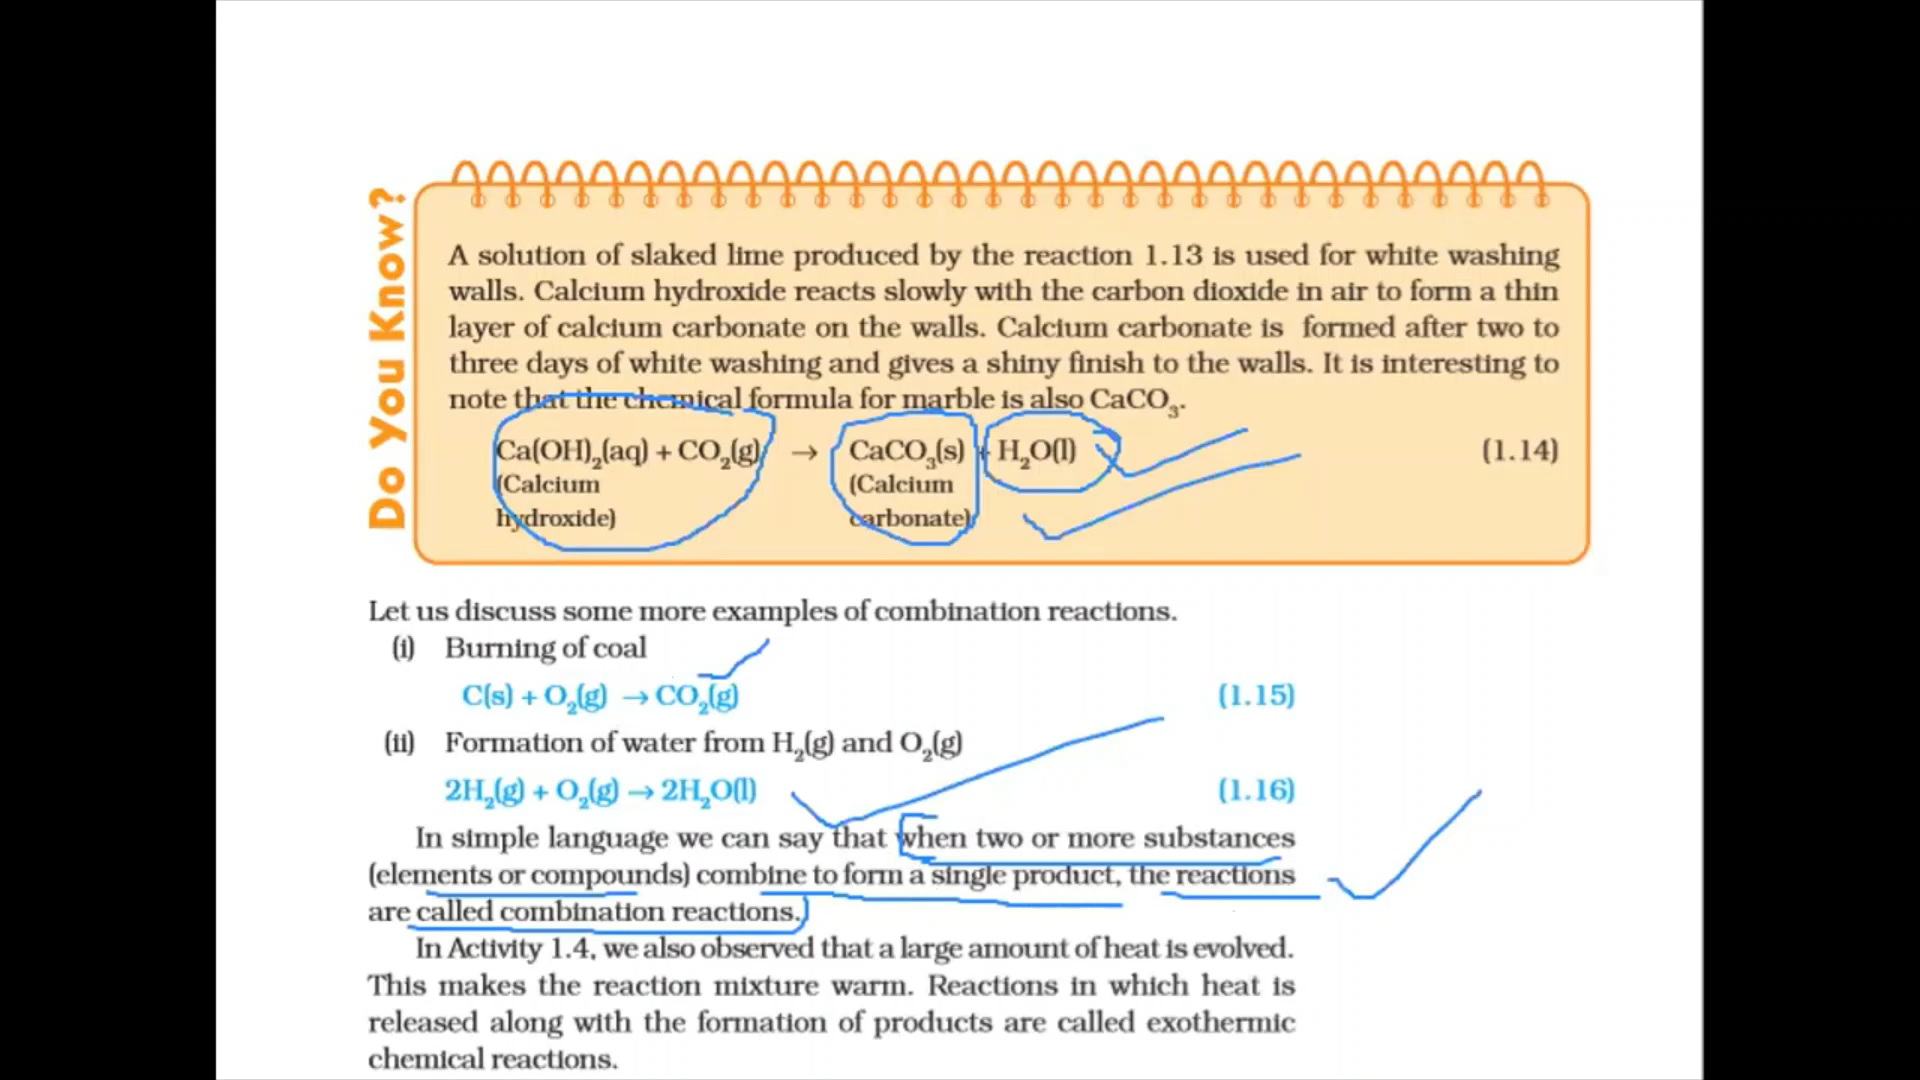 Do You Know?
A solution of slaked lime produced by the reaction 1.13 is used for white washing
walls. Calcium hydroxide reacts slowly with the carbon dioxide in air to form a thin
layer of calcium carbonate on the walls. Calcium carbonate is formed after two to
three days of white washing and gives a shiny finish to the walls. It is interesting to
note that the chemical formula for marble is also CaCO₃.
Ca(OH)₂(aq) + CO₂(g) → CaCO₃(s) + H₂O(l) (1.14)
(Calcium (Calcium
hydroxide) carbonate)
Let us discuss some more examples of combination reactions.
(i) Burning of coal
C(s) + O₂(g) → CO₂(g) (1.15)
(ii) Formation of water from H₂(g) and O₂(g)
2H₂(g) + O₂(g) → 2H₂O(l) (1.16)
In simple language we can say that when two or more substances
(elements or compounds) combine to form a single product, the reactions
are called combination reactions.
In Activity 1.4, we also observed that a large amount of heat is evolved.
This makes the reaction mixture warm. Reactions in which heat is
released along with the formation of products are called exothermic
chemical reactions.